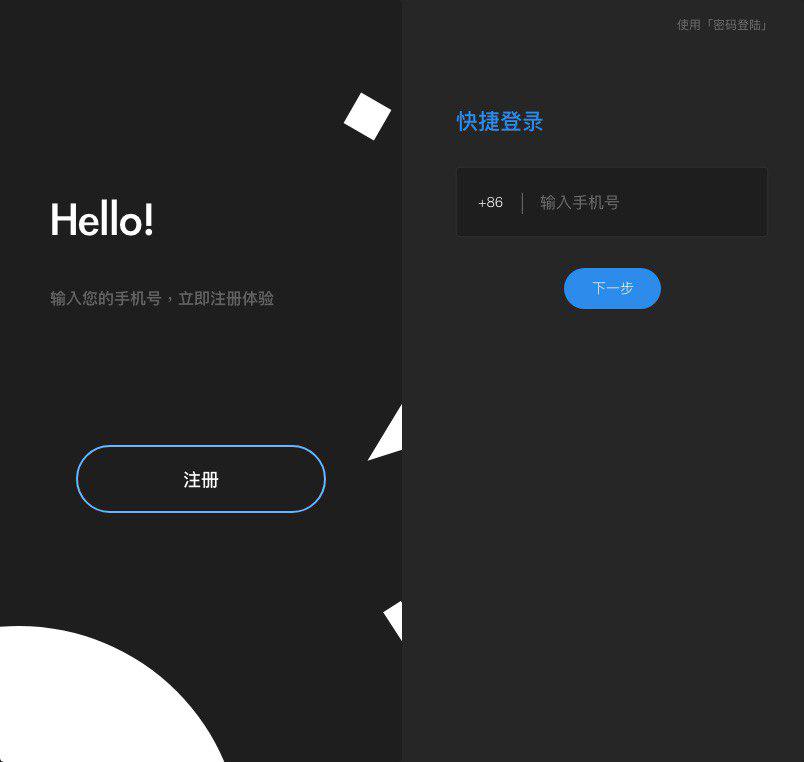 Hello!
输入您的手机号，立即注册体验
注册
使用「密码登陆」
快捷登录
+86 输入手机号
下一步